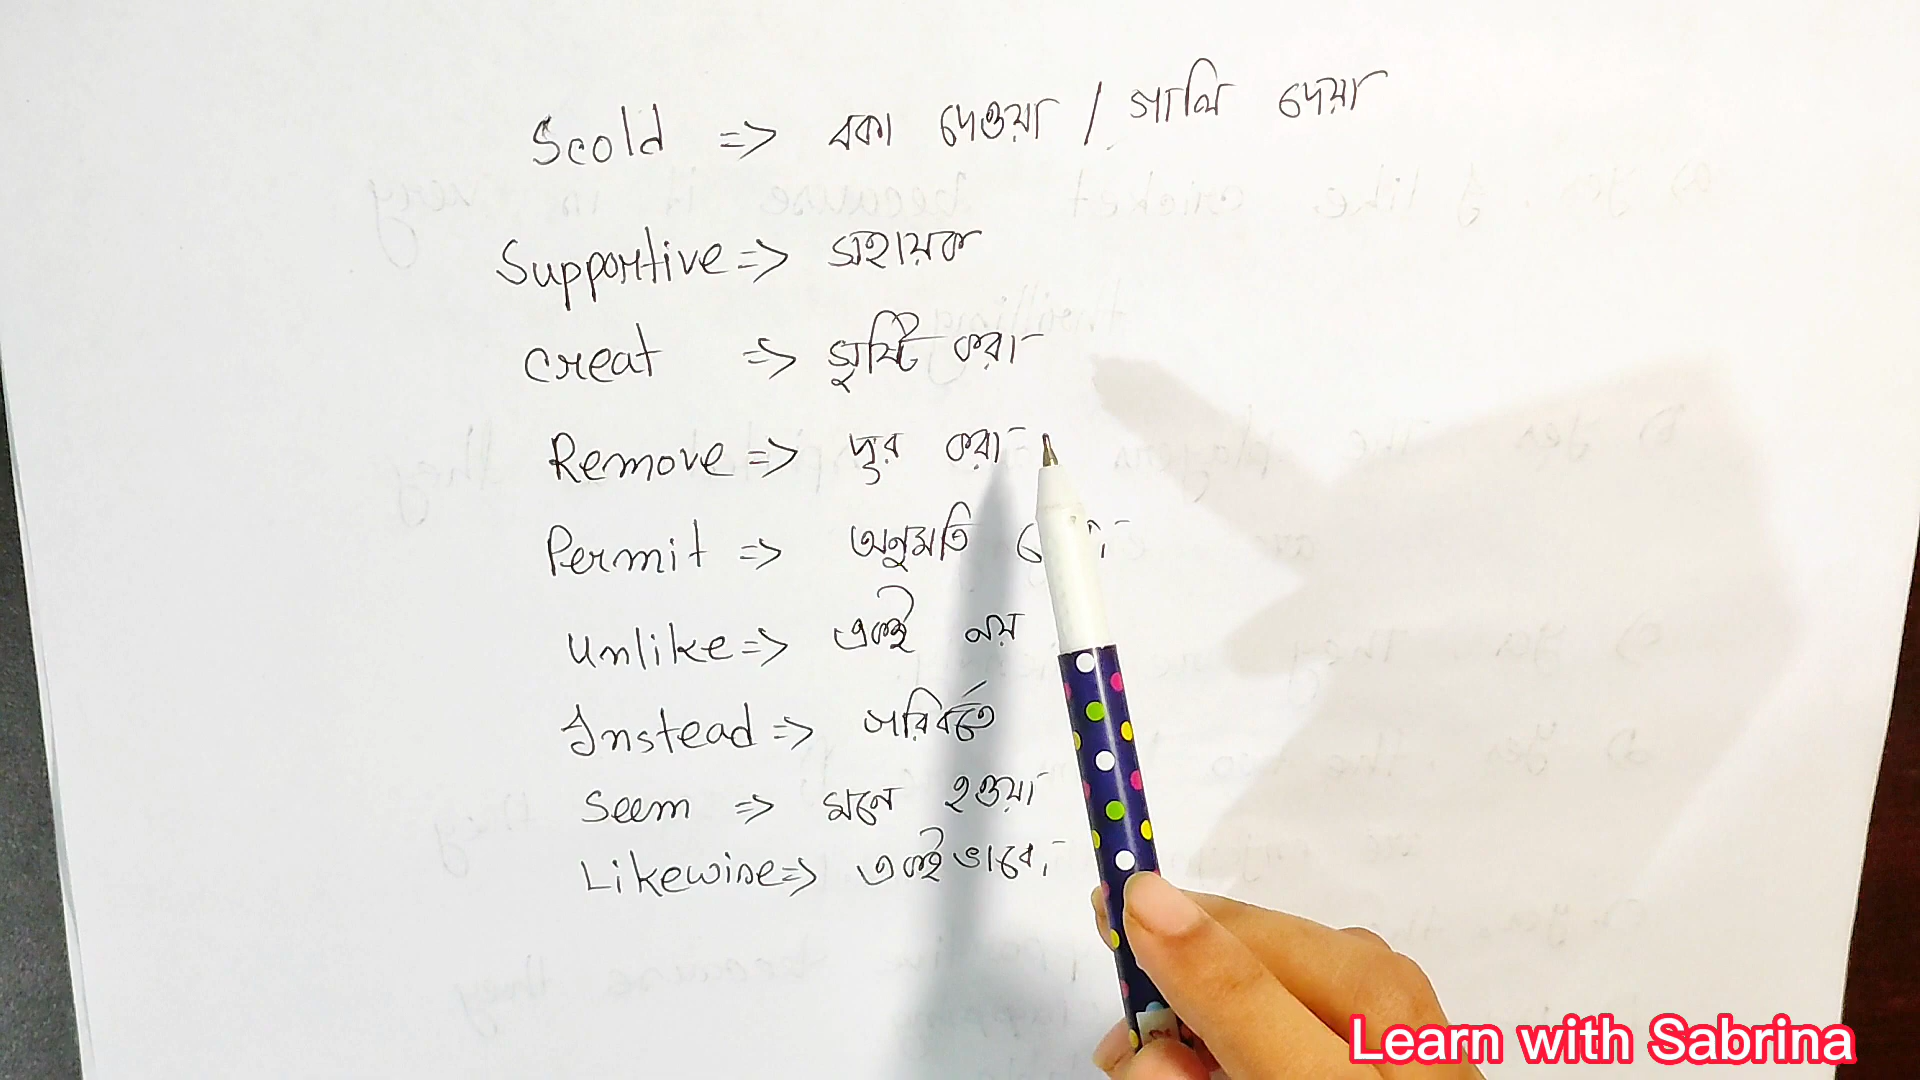 Scold => বকা দেওয়া / গালি দেয়া
Supportive => সহায়ক
creat => সৃষ্টি করা
Remove => দুর করা
Permit => অনুমতি
Unlike => একই নয়
Instead => পরিবর্তে
Seem => মনে হওয়া
Likewise => একইভাবে
Learn with Sabrina